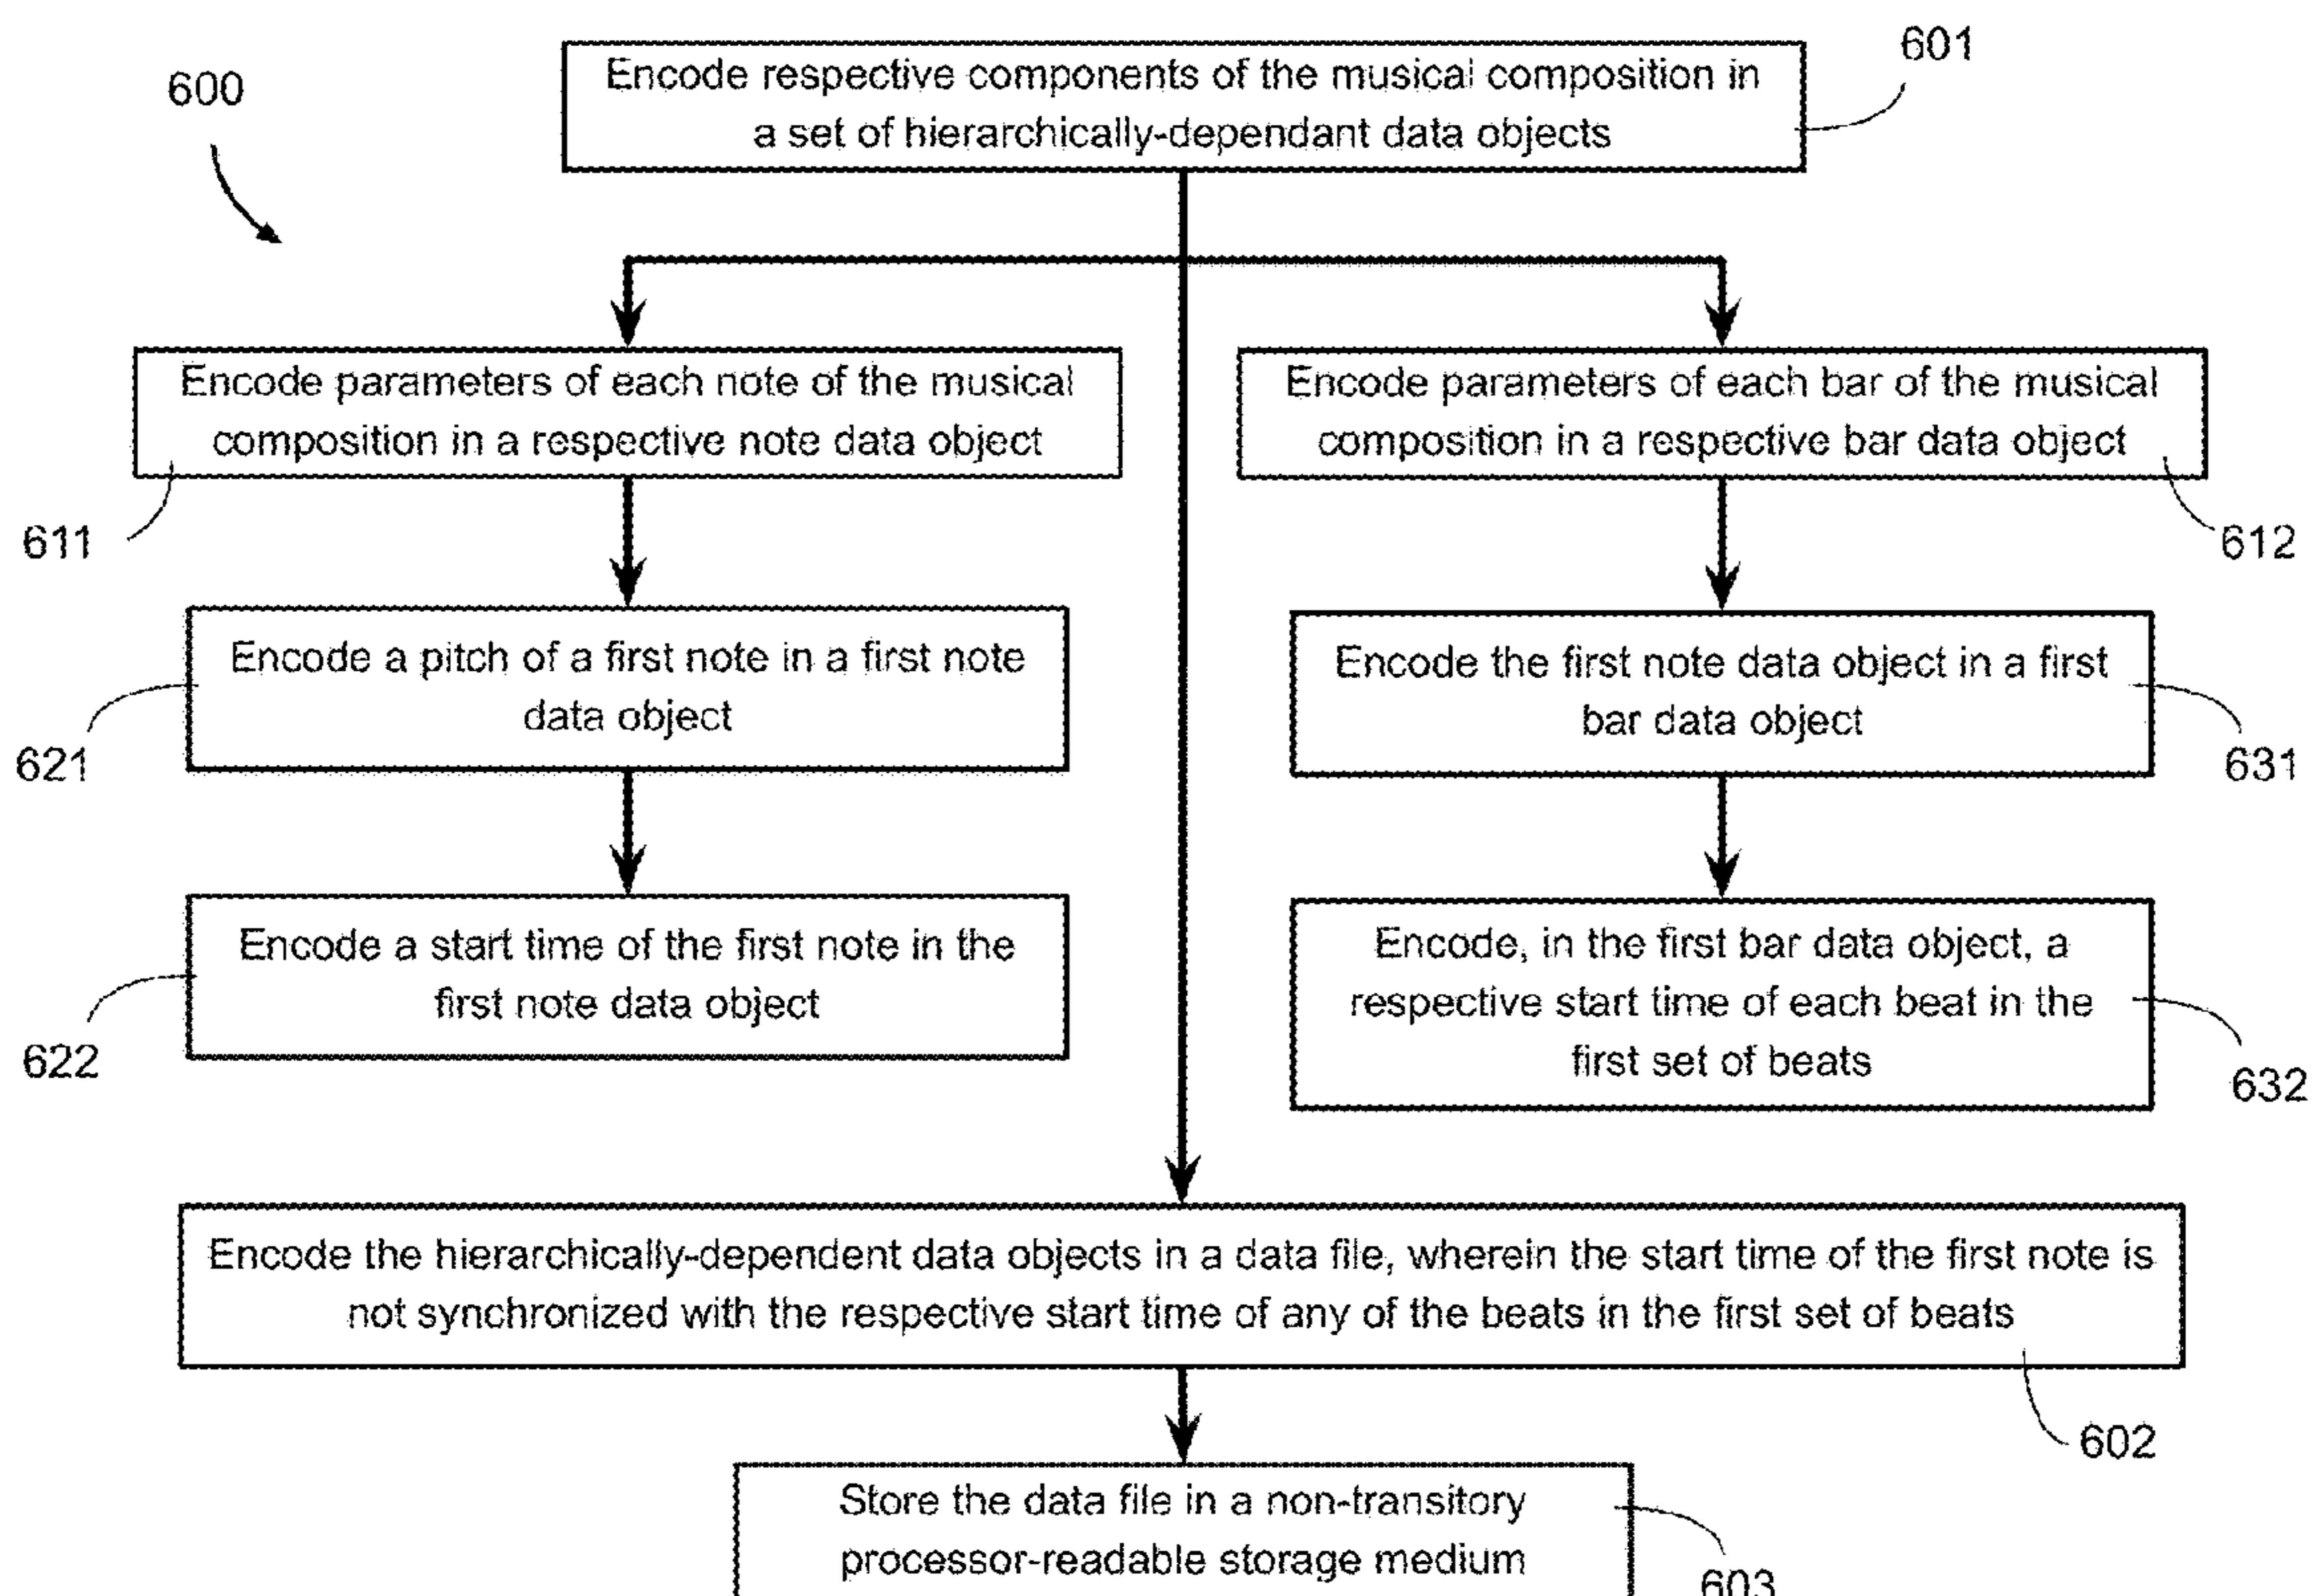 601
600
Encode respective components of the musical composition in
a set of hierarchically-dependant data objects
Encode parameters of each note of the musical
composition in a respective note data object
611
Encode parameters of each bar of the musical
composition in a respective bar data object
612
Encode a pitch of a first note in a first note
data object
621
Encode the first note data object in a first
bar data object
631
Encode a start time of the first note in the
first note data object
622
Encode, in the first bar data object, a
respective start time of each beat in the
first set of beats
632
Encode the hierarchically-dependent data objects in a data file, wherein the start time of the first note is
not synchronized with the respective start time of any of the beats in the first set of beats
602
Store the data file in a non-transitory
processor-readable storage medium
603